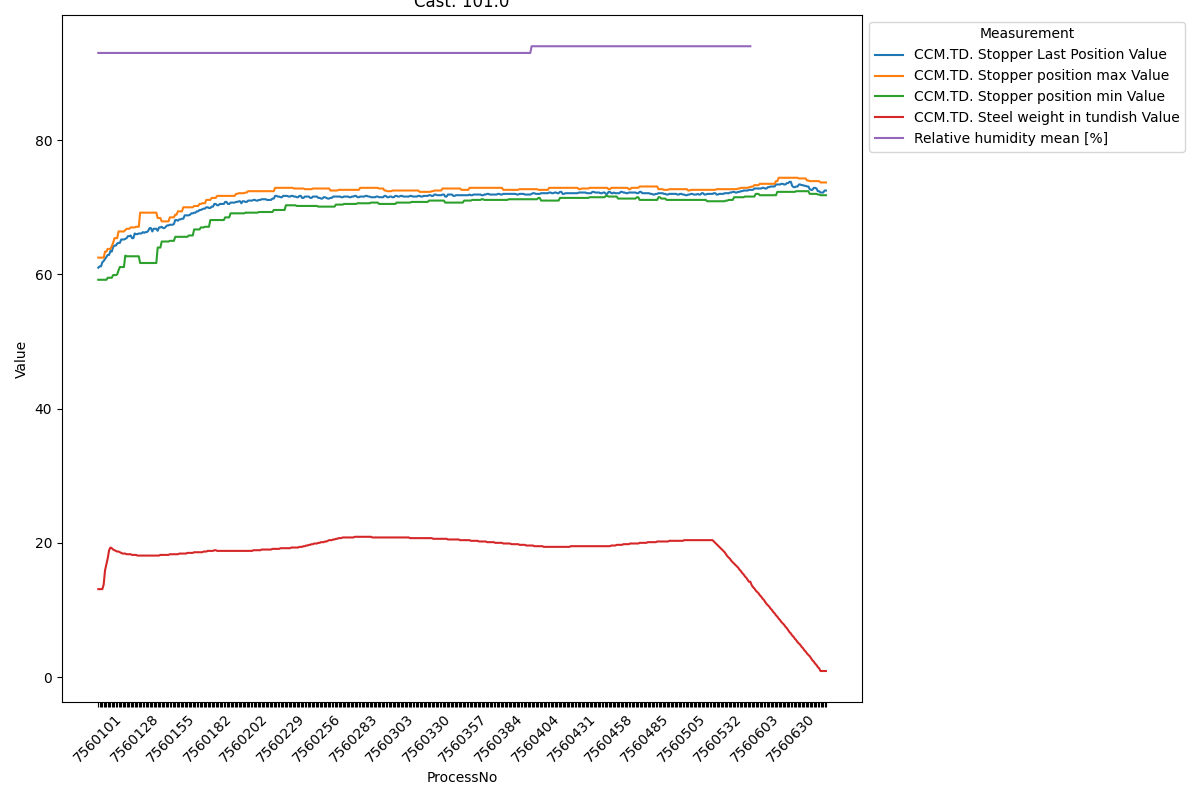 Cast: 101.0
Measurement
CCM.TD. Stopper Last Position Value
CCM.TD. Stopper position max Value
CCM.TD. Stopper position min Value
CCM.TD. Steel weight in tundish Value
Relative humidity mean [%]
Value
80
60
40
20
0
7560101
7560128
7560155
7560182
7560202
7560229
7560256
7560283
7560303
7560330
7560357
7560384
7560404
7560431
7560458
7560485
7560505
7560532
7560603
7560630
ProcessNo